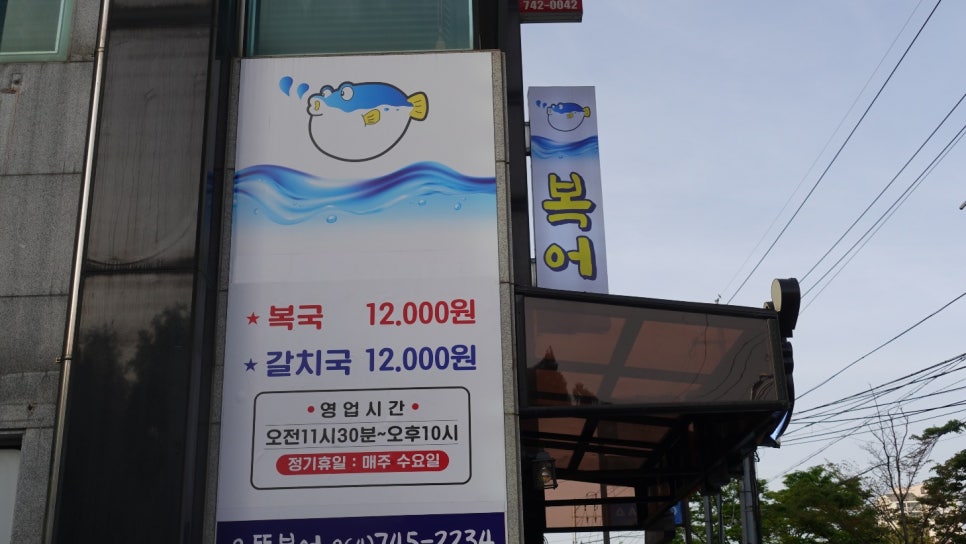 742-0042
복어
★ 복국 12.000원
★ 갈치국 12.000원
• 영업시간 •
오전11시30분~오후10시
정기휴일 : 매주 수요일
745-2234